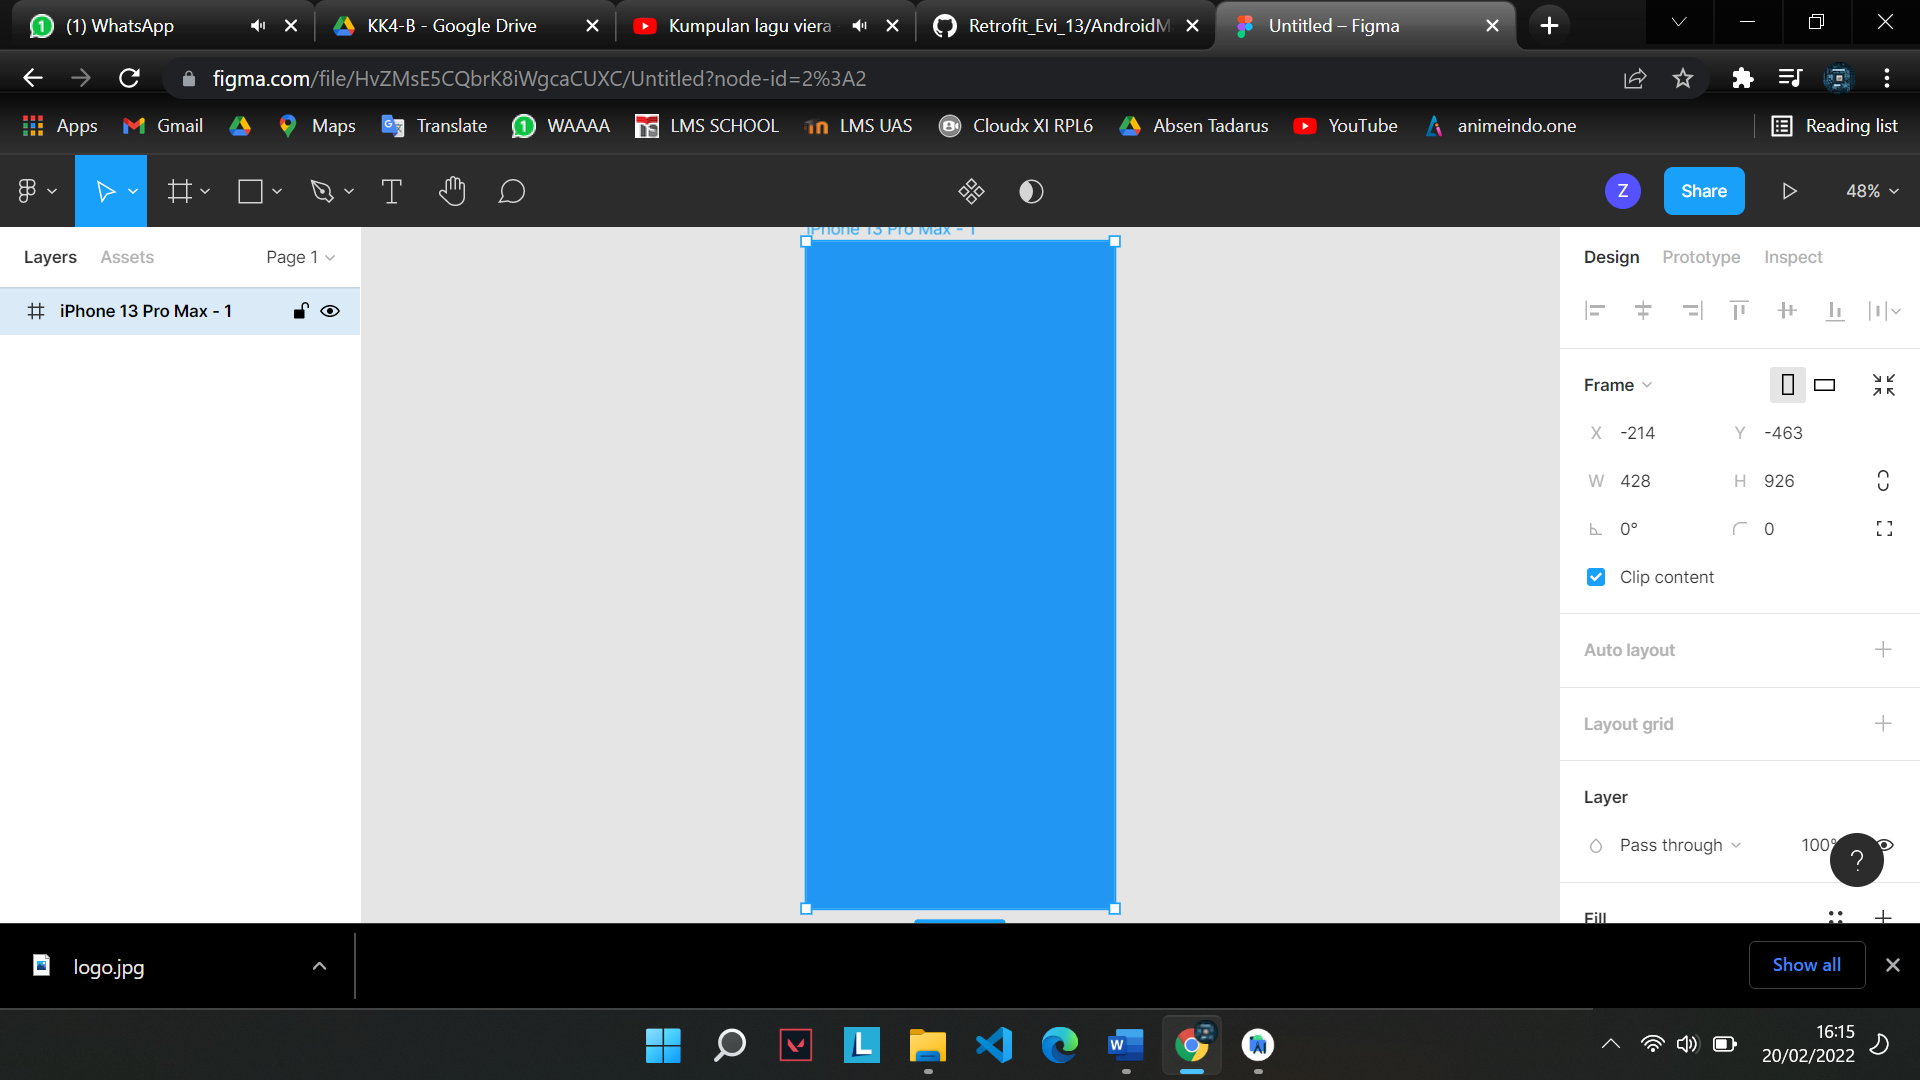 (1) WhatsApp
KK4-B - Google Drive
Kumpulan lagu viera
Retrofit_Evi_13/AndroidM
Untitled – Figma
figma.com/file/HvZMsE5CQbrK8iWgcaCUXC/Untitled?node-id=2%3A2
Apps
Gmail
Maps
Translate
WAAAA
LMS SCHOOL
LMS UAS
Cloudx XI RPL6
Absen Tadarus
YouTube
animeindo.one
Reading list
Z
Share
48%
Layers
Assets
Page 1
iPhone 13 Pro Max - 1
iPhone 13 Pro Max - 1
Design
Prototype
Inspect
Frame
X -214
Y -463
W 428
H 926
0°
0
Clip content
Auto layout
Layout grid
Layer
Pass through
100%
?
Fill
logo.jpg
Show all
16:15
20/02/2022